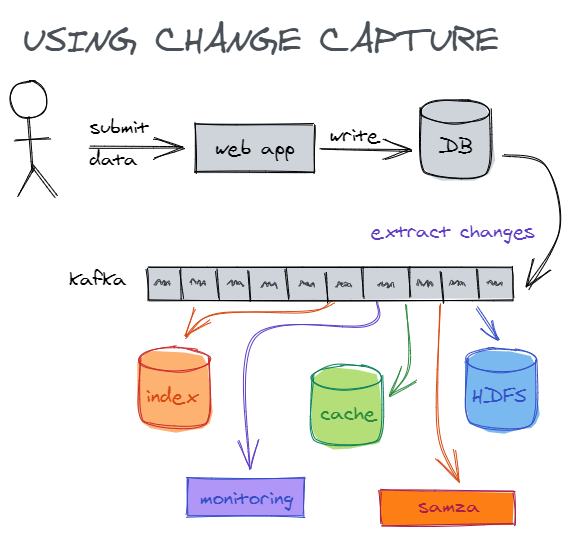 USING CHANGE CAPTURE
submit
data
web app
write
DB
extract changes
kafka
index
cache
HDFS
monitoring
samza